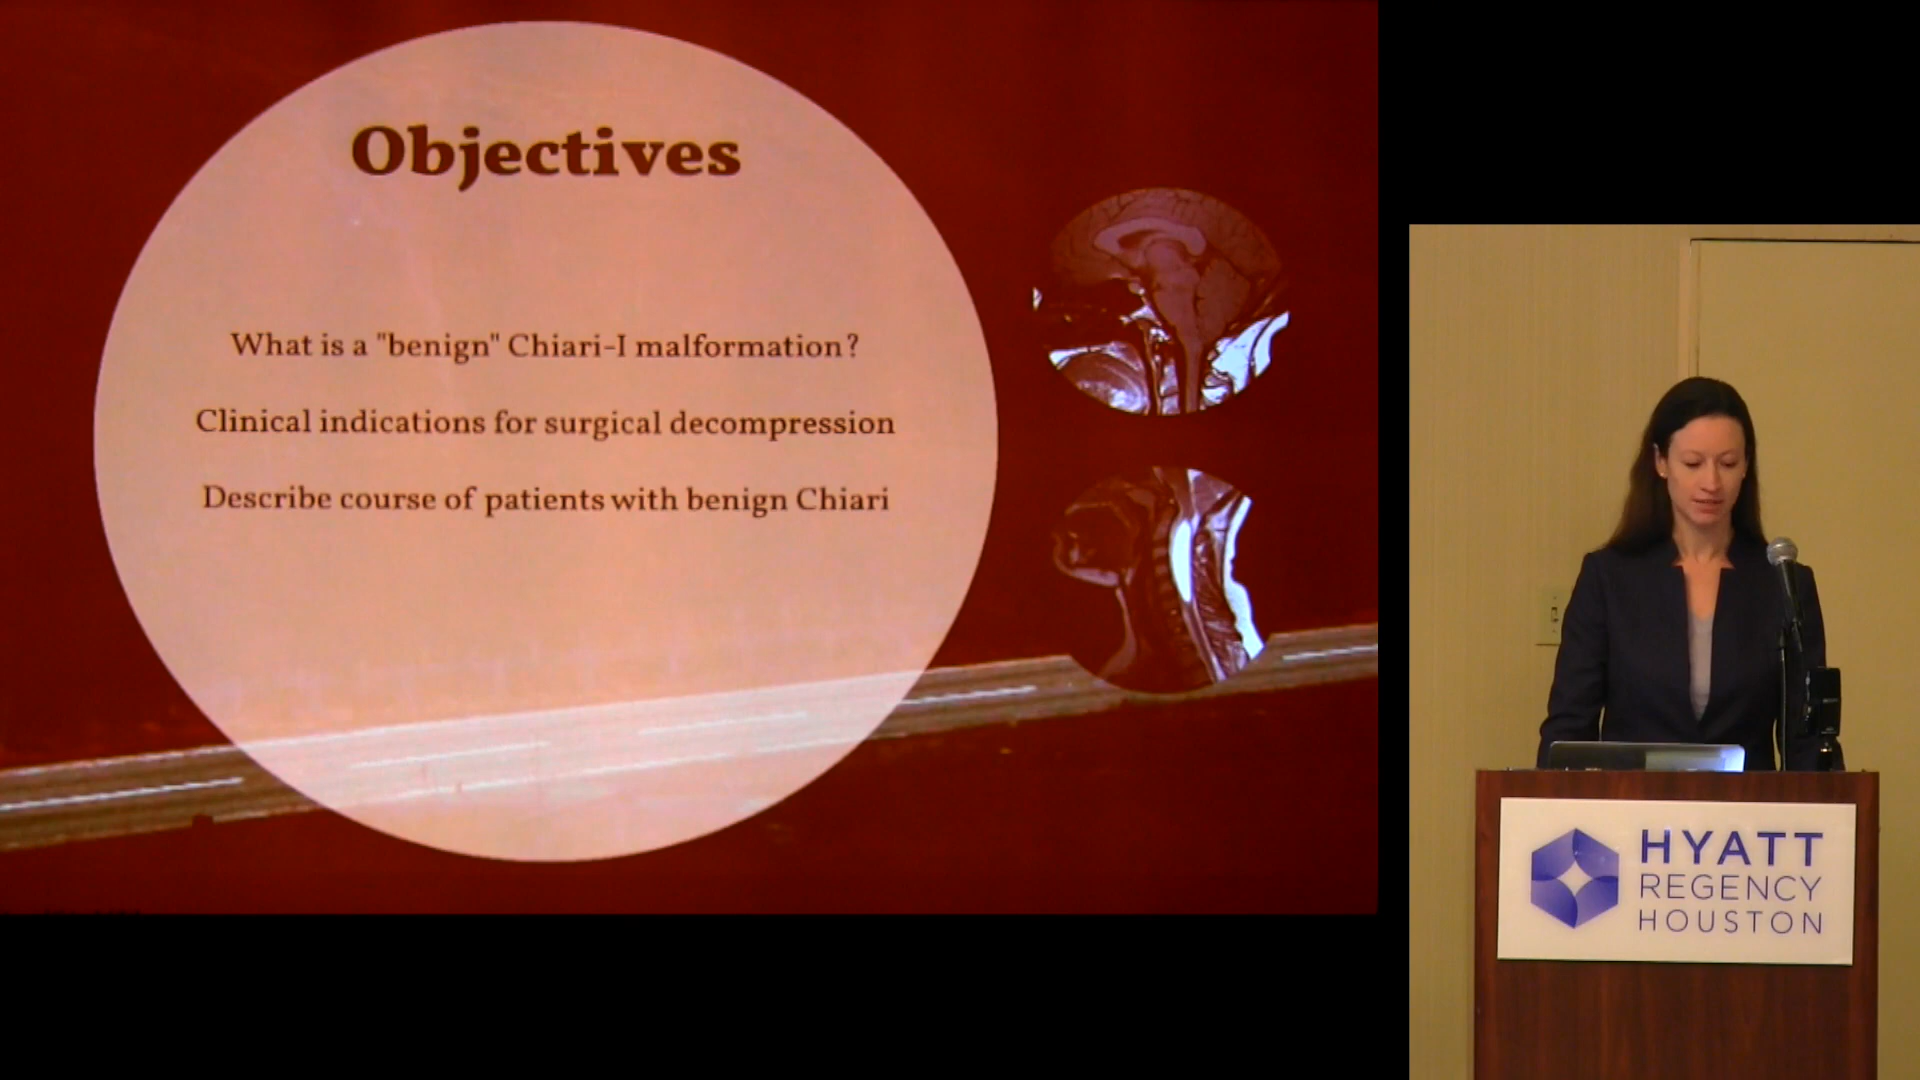 Objectives
What is a "benign" Chiari-I malformation?
Clinical indications for surgical decompression
Describe course of patients with benign Chiari
HYATT
REGENCY
HOUSTON